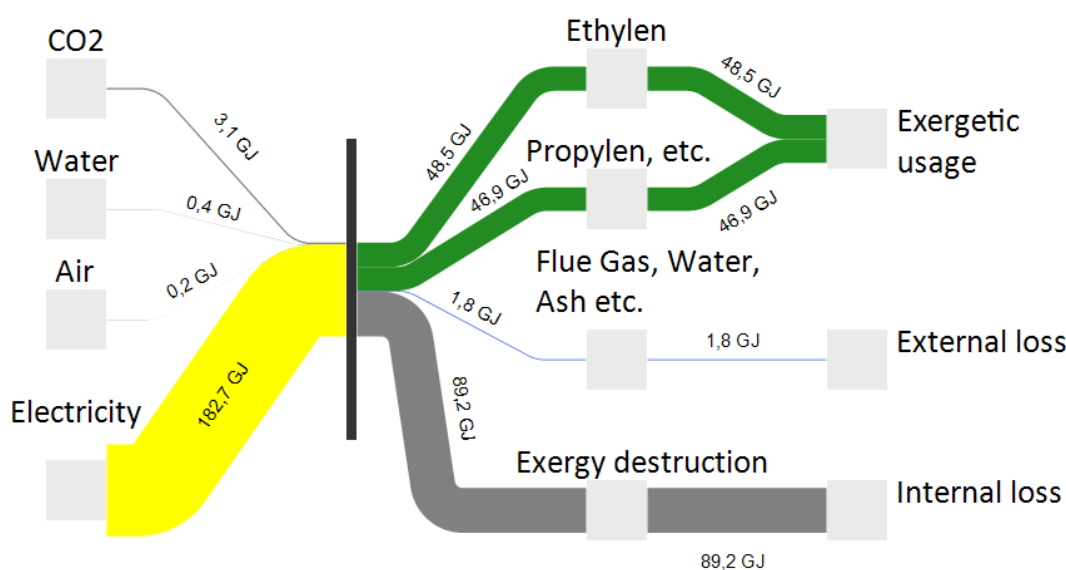 CO2
3,1 GJ
Water
0,4 GJ
Air
0,2 GJ
Electricity
182,7 GJ
Ethylen
48,5 GJ
48,5 GJ
Propylen, etc.
46,9 GJ
46,9 GJ
Exergetic
usage
Flue Gas, Water,
Ash etc.
1,8 GJ
1,8 GJ
External loss
89,2 GJ
Exergy destruction
Internal loss
89,2 GJ